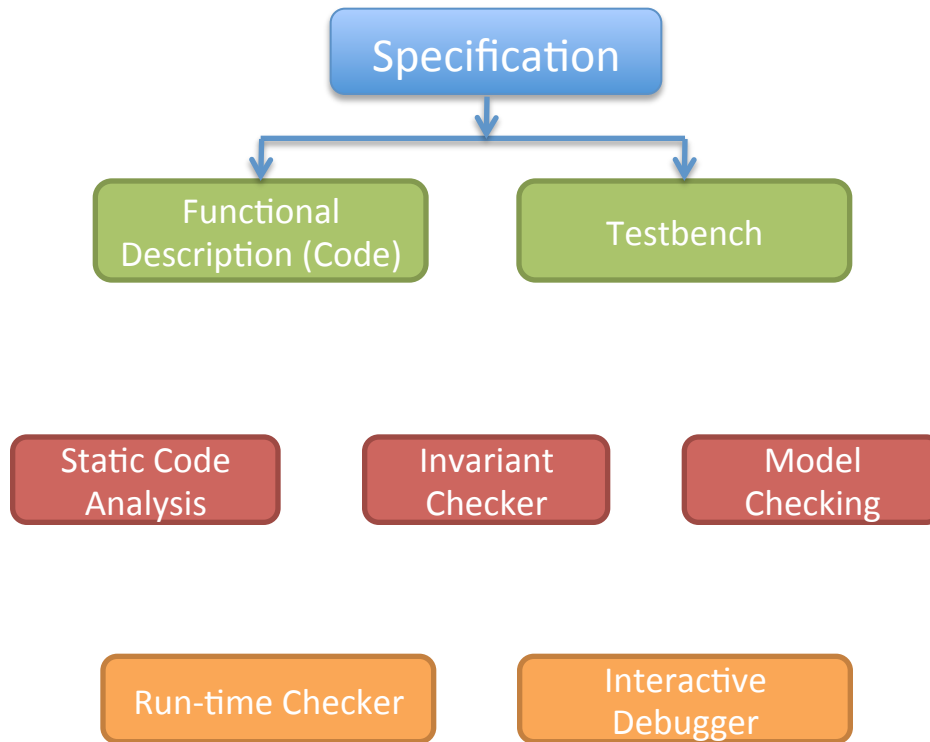 Specification
Functional
Description (Code)
Testbench
Static Code
Analysis
Invariant
Checker
Model
Checking
Run-time Checker
Interactive
Debugger